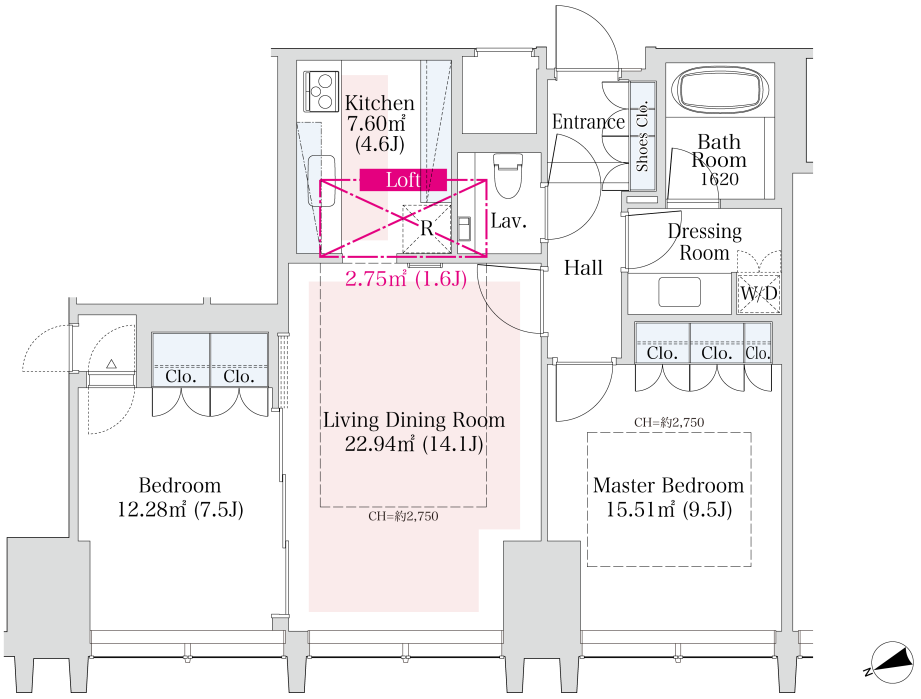 Kitchen
7.60㎡
(4.6J)
Loft
R
2.75㎡ (1.6J)
Lav.
Entrance
Shoes Clo.
Bath
Room
1620
Hall
Dressing
Room
W/D
Clo.
Clo.
Clo.
Clo.
Clo.
Living Dining Room
22.94㎡ (14.1J)
CH=約2,750
Bedroom
12.28㎡ (7.5J)
CH=約2,750
Master Bedroom
15.51㎡ (9.5J)
N